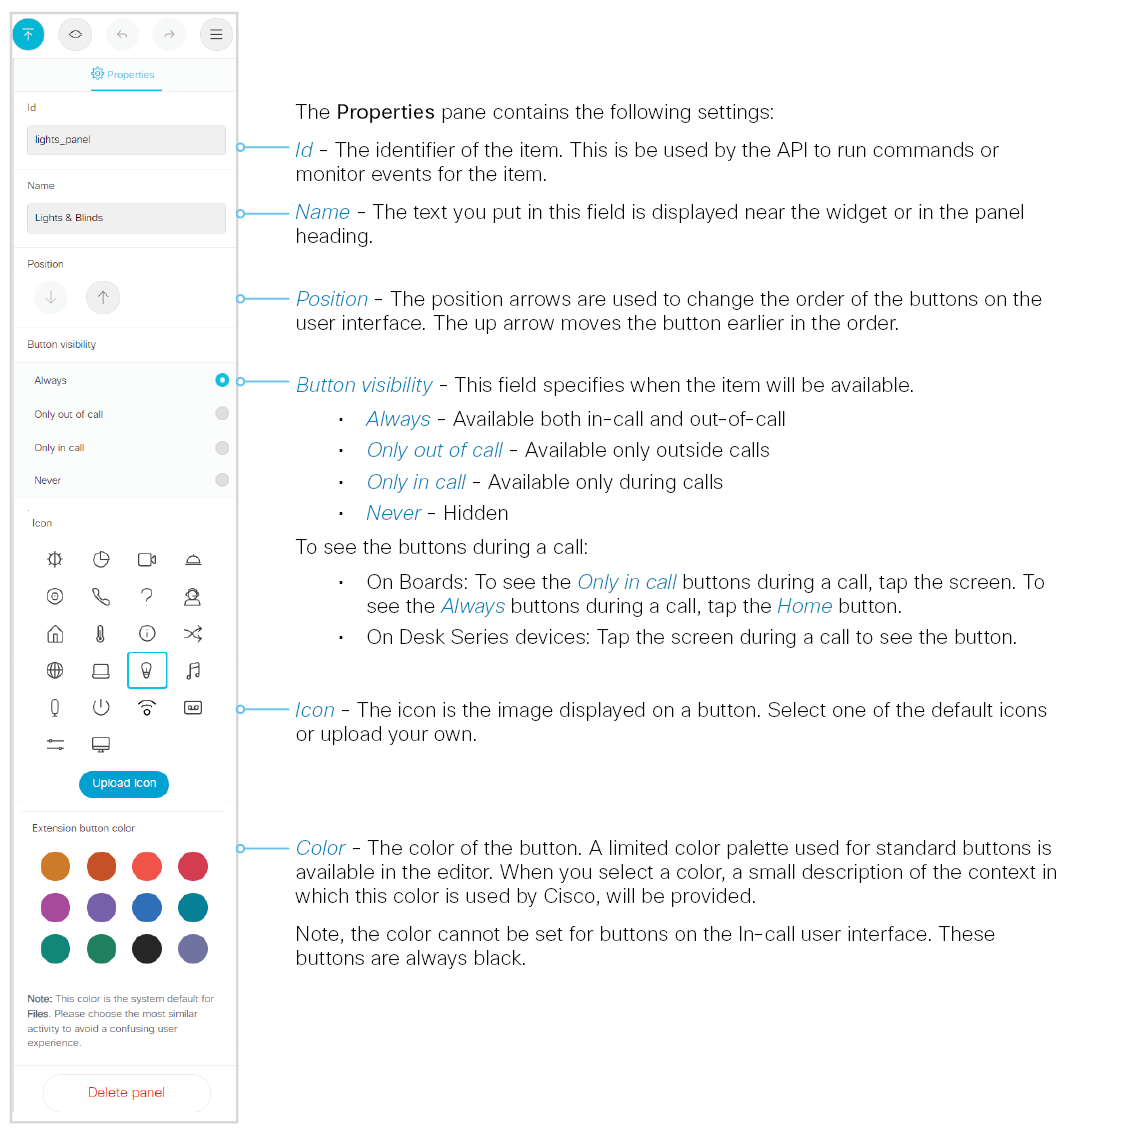 Properties
Id
lights_panel
Name
Lights & Blinds
Position
Button visibility
Always
Only out of call
Only in call
Never
Icon
Upload icon
Extension button color
Note: This color is the system default for
Files. Please choose the most similar
activity to avoid a confusing user
experience.
Delete panel
The Properties pane contains the following settings:
Id - The identifier of the item. This is be used by the API to run commands or
monitor events for the item.
Name - The text you put in this field is displayed near the widget or in the panel
heading.
Position - The position arrows are used to change the order of the buttons on the
user interface. The up arrow moves the button earlier in the order.
Button visibility - This field specifies when the item will be available.
• Always - Available both in-call and out-of-call
• Only out of call - Available only outside calls
• Only in call - Available only during calls
• Never - Hidden
To see the buttons during a call:
• On Boards: To see the Only in call buttons during a call, tap the screen. To
see the Always buttons during a call, tap the Home button.
• On Desk Series devices: Tap the screen during a call to see the button.
Icon - The icon is the image displayed on a button. Select one of the default icons
or upload your own.
Color - The color of the button. A limited color palette used for standard buttons is
available in the editor. When you select a color, a small description of the context in
which this color is used by Cisco, will be provided.
Note, the color cannot be set for buttons on the In-call user interface. These
buttons are always black.